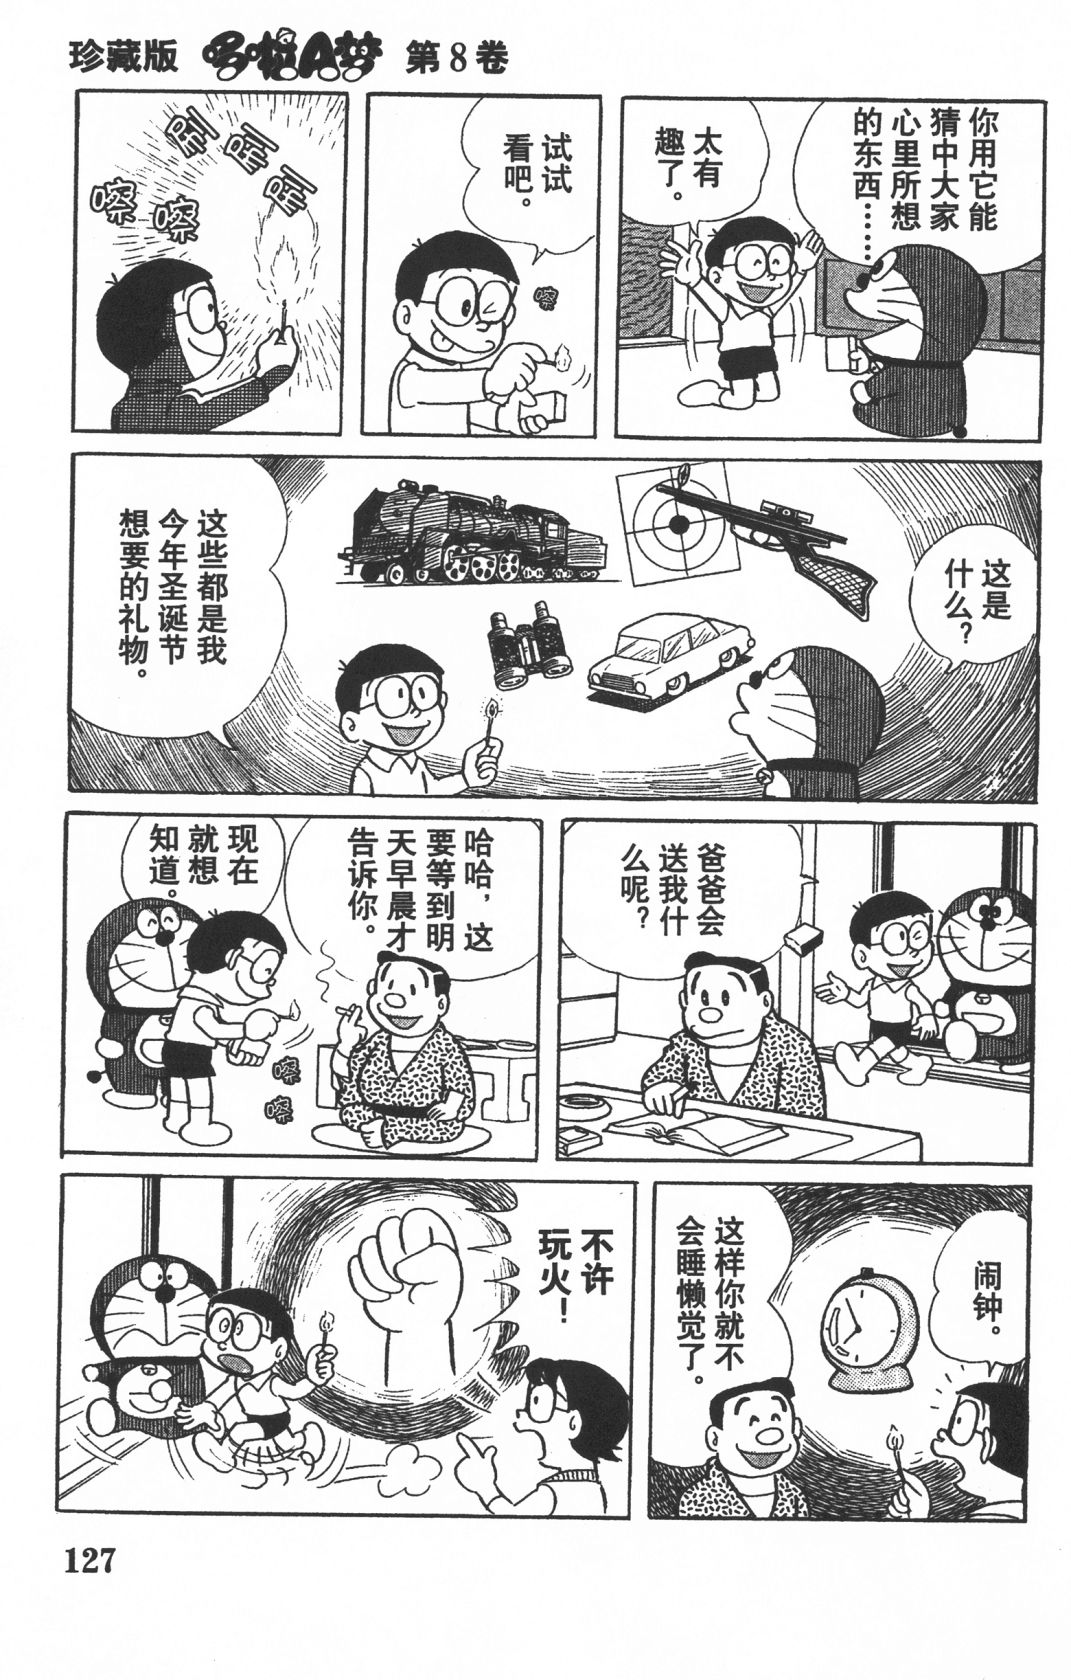 珍藏版 哆啦A梦 第8卷
你用它能
猜中大家
心里所想
的东西……
太有
趣了。
试试
看吧。
嚓
嚓
嚓
这是
什么?
这些都是我
今年圣诞节
想要的礼物。
爸爸会
送我什
么呢?
哈哈,这
要等到明
天早晨才
告诉你。
现在
就想
知道。
嚓
嚓
闹钟。
这样你就不
会睡懒觉了。
不许
玩火!
127